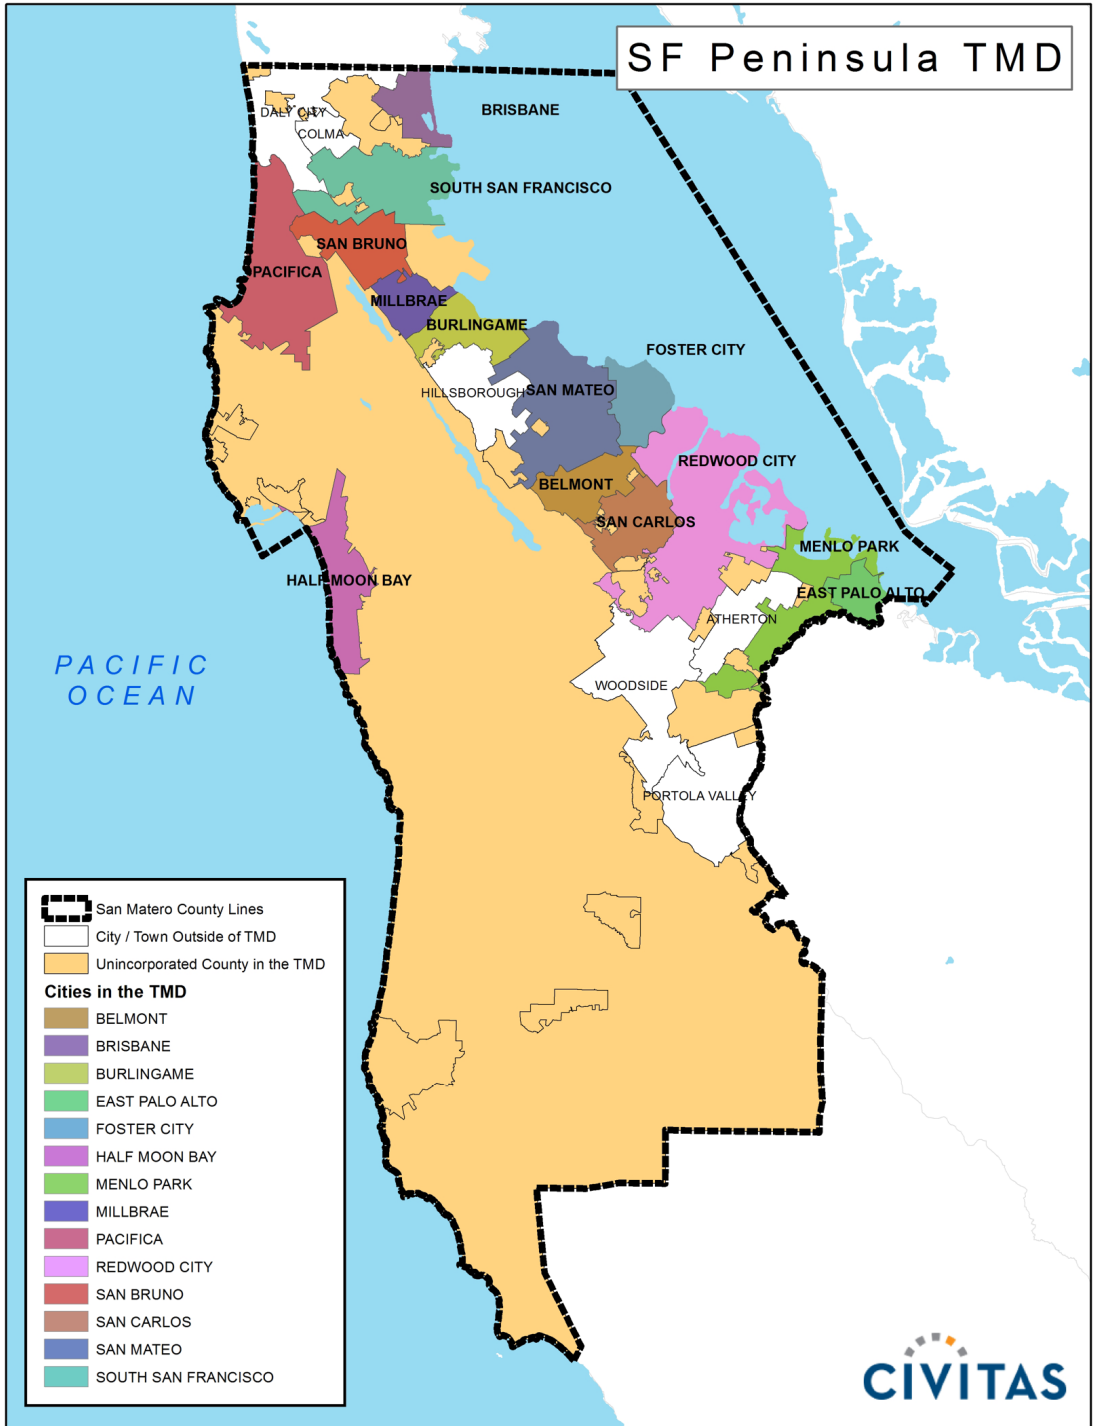 SF Peninsula TMD
BRISBANE
DALY CITY
COLMA
SOUTH SAN FRANCISCO
SAN BRUNO
PACIFICA
MILLBRAE
BURLINGAME
FOSTER CITY
HILLSBOROUGH
SAN MATEO
REDWOOD CITY
BELMONT
SAN CARLOS
MENLO PARK
HALF MOON BAY
EAST PALO ALTO
ATHERTON
PACIFIC
OCEAN
WOODSIDE
PORTOLA VALLEY
San Matero County Lines
City / Town Outside of TMD
Unincorporated County in the TMD
Cities in the TMD
BELMONT
BRISBANE
BURLINGAME
EAST PALO ALTO
FOSTER CITY
HALF MOON BAY
MENLO PARK
MILLBRAE
PACIFICA
REDWOOD CITY
SAN BRUNO
SAN CARLOS
SAN MATEO
SOUTH SAN FRANCISCO
CIVITAS